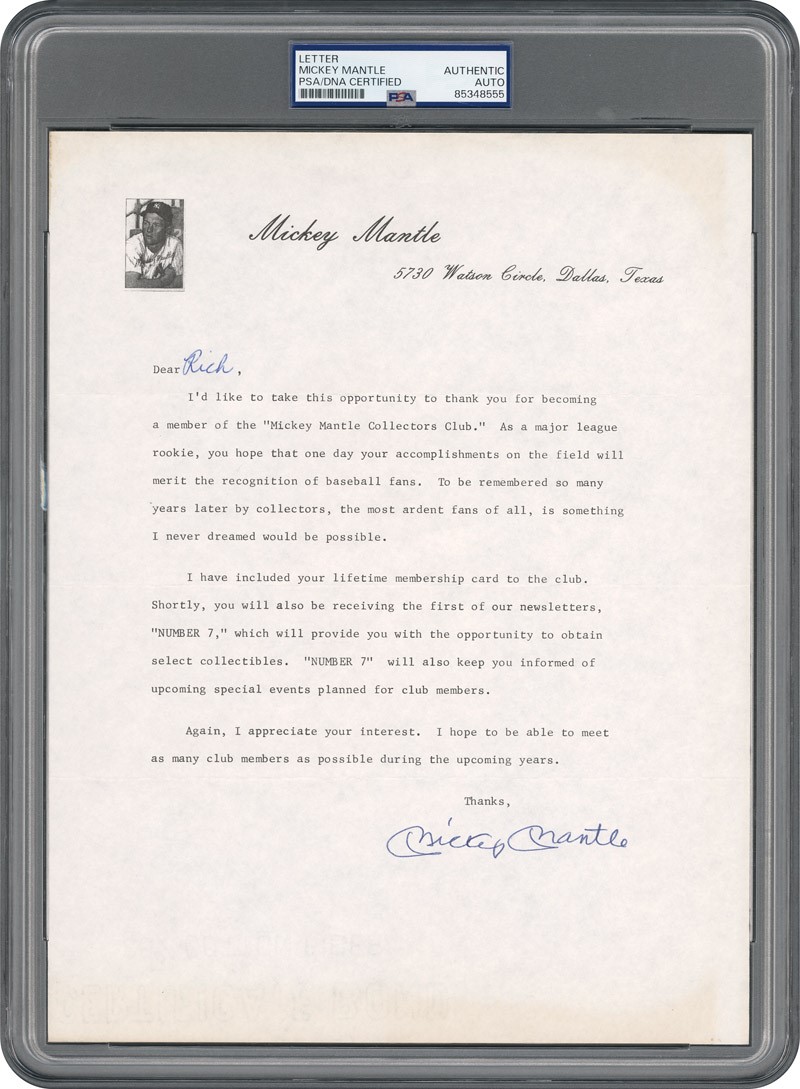 LETTER
MICKEY MANTLE
PSA/DNA CERTIFIED
AUTHENTIC
AUTO
85348555
PSA
Mickey Mantle
5730 Watson Circle, Dallas, Texas
Dear Rich,
I'd like to take this opportunity to thank you for becoming
a member of the "Mickey Mantle Collectors Club." As a major league
rookie, you hope that one day your accomplishments on the field will
merit the recognition of baseball fans. To be remembered so many
years later by collectors, the most ardent fans of all, is something
I never dreamed would be possible.
I have included your lifetime membership card to the club.
Shortly, you will also be receiving the first of our newsletters,
"NUMBER 7," which will provide you with the opportunity to obtain
select collectibles. "NUMBER 7" will also keep you informed of
upcoming special events planned for club members.
Again, I appreciate your interest. I hope to be able to meet
as many club members as possible during the upcoming years.
Thanks,
Mickey Mantle